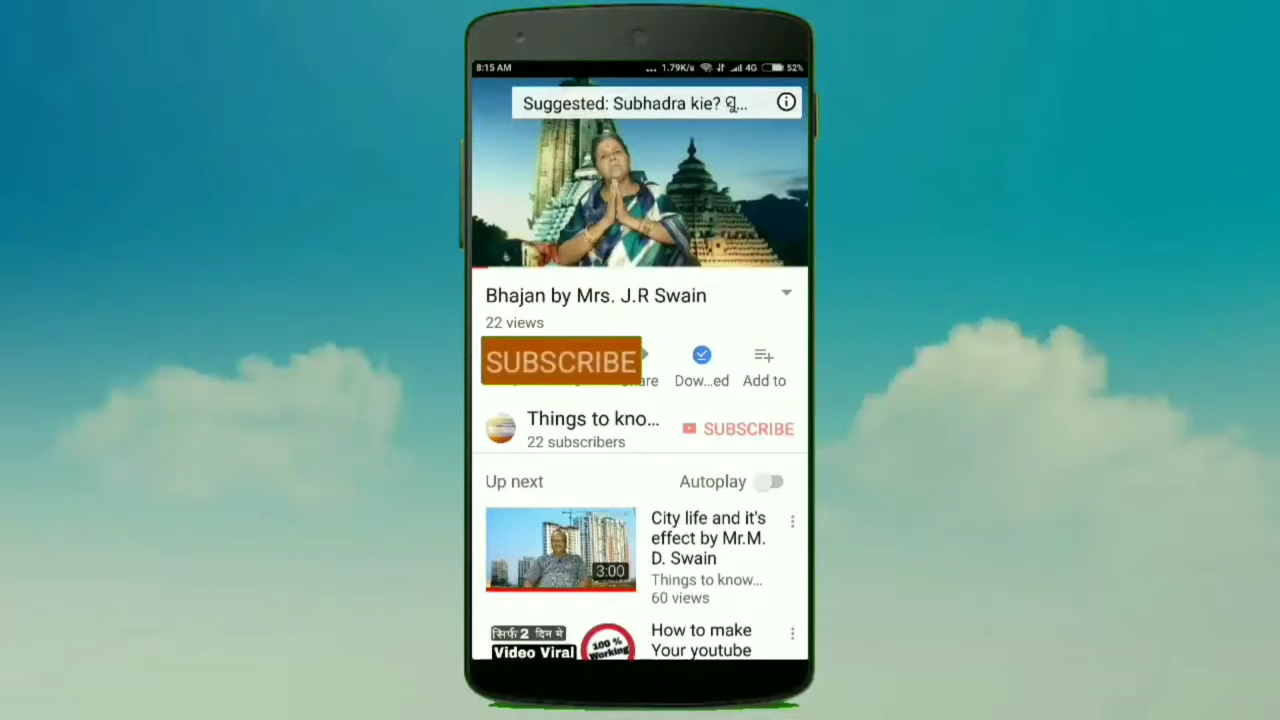 8:15 AM ... 1.79K/s 4G 52%
Suggested: Subhadra kie? ସୁ...
Bhajan by Mrs. J.R Swain
22 views
SUBSCRIBE
Dow...ed Add to
Things to kno...
22 subscribers
SUBSCRIBE
Up next Autoplay
City life and it's
effect by Mr.M.
D. Swain
3:00
Things to know...
60 views
सिर्फ 2 दिन मे
Video Viral
100 %
Working
How to make
Your youtube